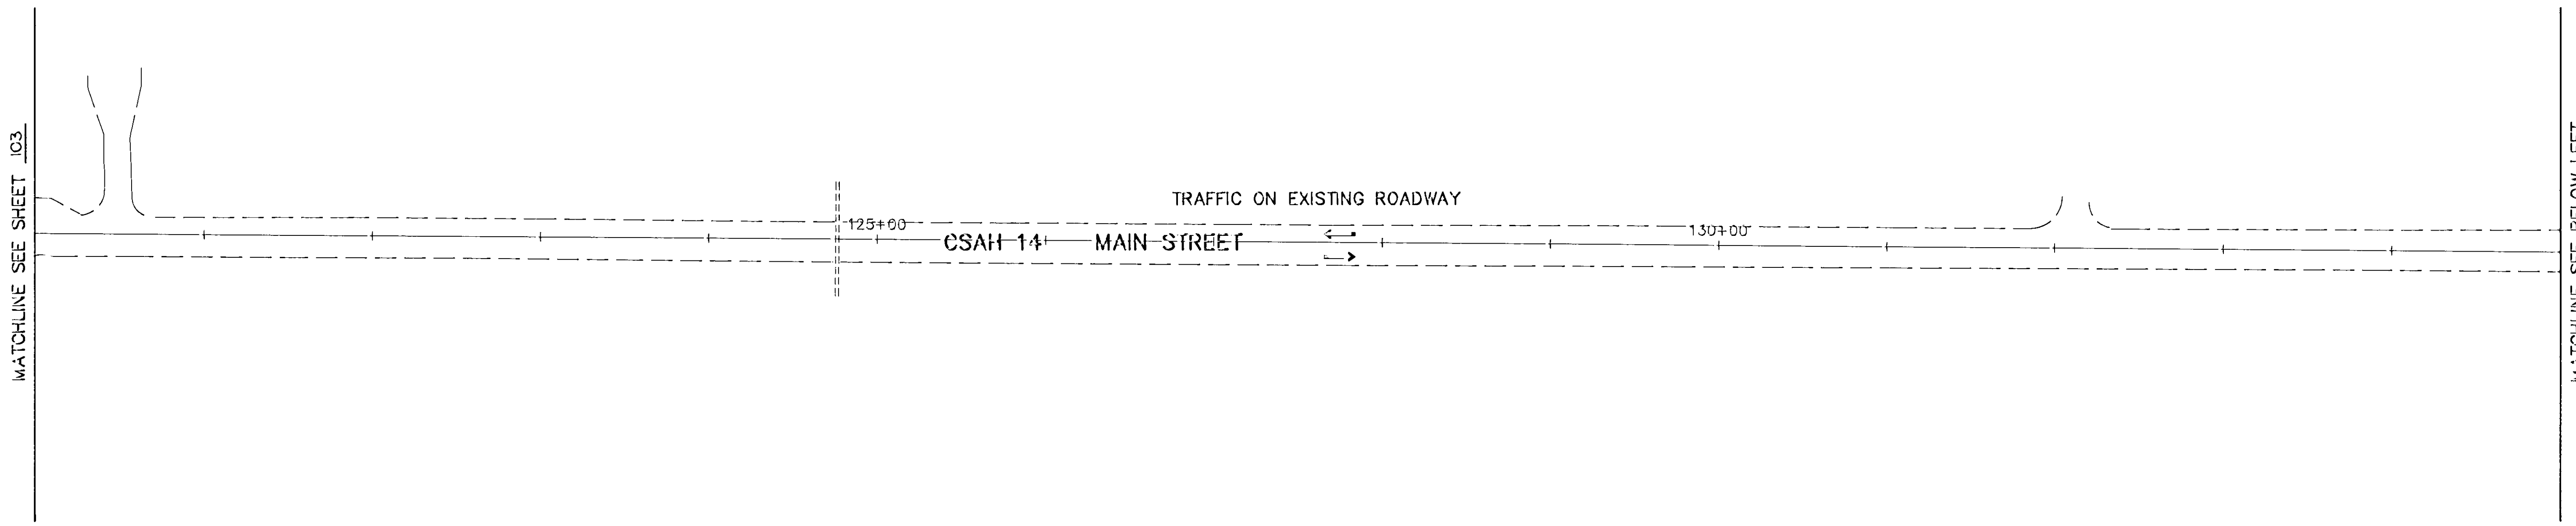 MATCHLINE SEE SHEET 103
TRAFFIC ON EXISTING ROADWAY
125+00
130+00
CSAH 14 MAIN STREET
MATCHLINE SEE BELOW LEFT